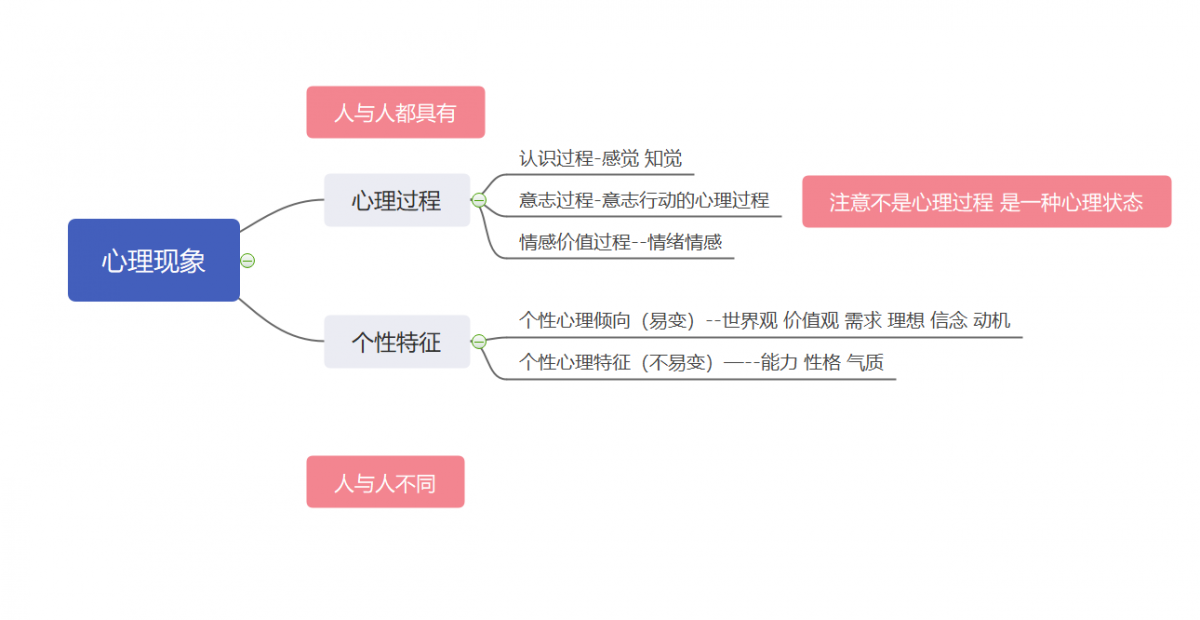 人与人都具有
认识过程-感觉 知觉
心理过程
意志过程-意志行动的心理过程
注意不是心理过程 是一种心理状态
情感价值过程--情绪情感
心理现象
个性心理倾向（易变）--世界观 价值观 需求 理想 信念 动机
个性特征
个性心理特征（不易变）—--能力 性格 气质
人与人不同